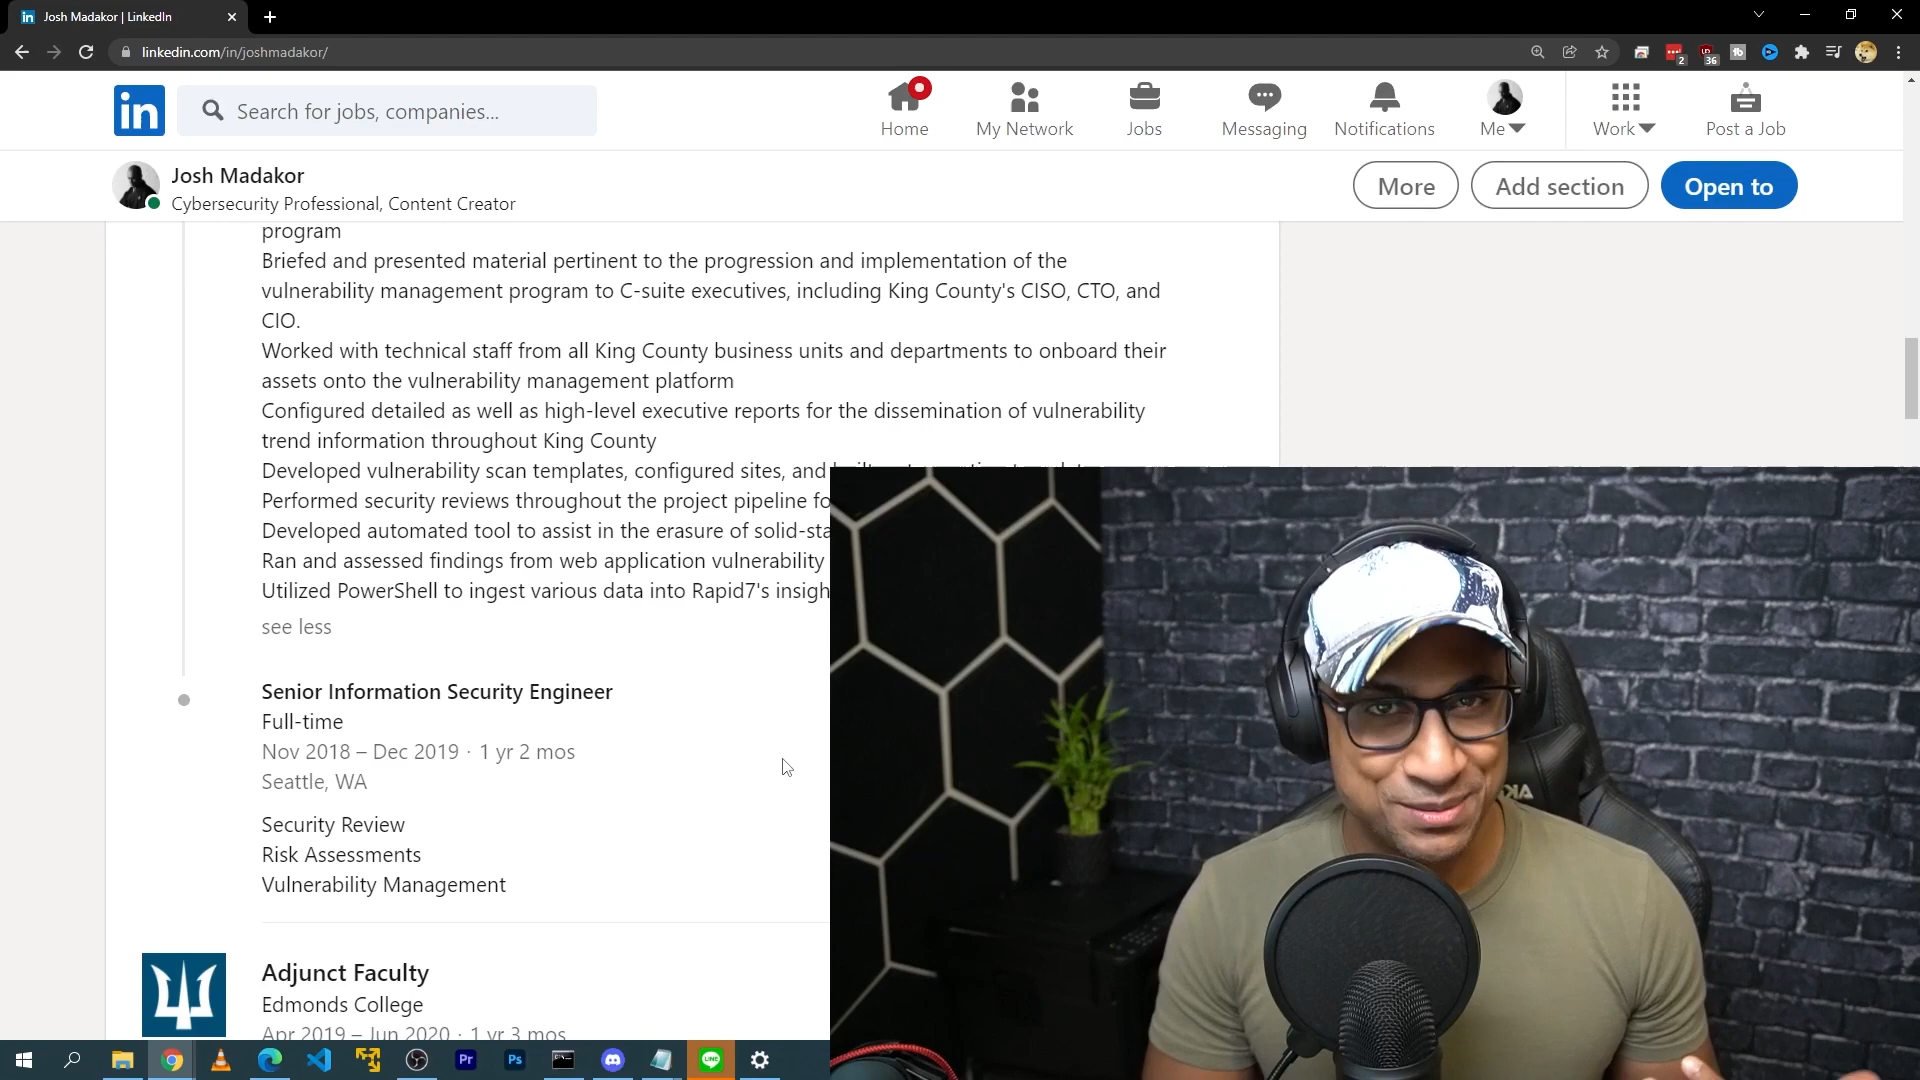 Josh Madakor | LinkedIn
linkedin.com/in/joshmadakor/
2
36
in
Search for jobs, companies...
Home
My Network
Jobs
Messaging
Notifications
Me
Work
Post a Job
Josh Madakor
Cybersecurity Professional, Content Creator
More
Add section
Open to
program
Briefed and presented material pertinent to the progression and implementation of the
vulnerability management program to C-suite executives, including King County's CISO, CTO, and
CIO.
Worked with technical staff from all King County business units and departments to onboard their
assets onto the vulnerability management platform
Configured detailed as well as high-level executive reports for the dissemination of vulnerability
trend information throughout King County
Developed vulnerability scan templates, configured sites, and
Performed security reviews throughout the project pipeline fo
Developed automated tool to assist in the erasure of solid-sta
Ran and assessed findings from web application vulnerability
Utilized PowerShell to ingest various data into Rapid7's insigh
see less
Senior Information Security Engineer
Full-time
Nov 2018 – Dec 2019 · 1 yr 2 mos
Seattle, WA
Security Review
Risk Assessments
Vulnerability Management
Adjunct Faculty
Edmonds College
Apr 2019 – Jun 2020 · 1 yr 3 mos
Pr
Ps
LINE